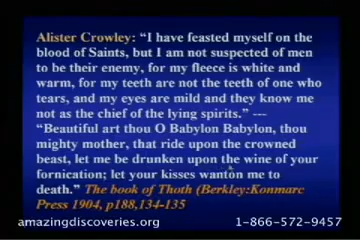 Alister Crowley: “I have feasted myself on the
blood of Saints, but I am not suspected of men
to be their enemy, for my fleece is white and
warm, for my teeth are not the teeth of one who
tears, and my eyes are mild and they know me
not as the chief of the lying spirits.” ---
“Beautiful art thou O Babylon Babylon, thou
mighty mother, that ride upon the crowned
beast, let me be drunken upon the wine of your
fornication; let your kisses wanton me to
death.” The book of Thoth (Berkley:Konmarc
Press 1904, p188,134-135
amazingdiscoveries.org 1-866-572-9457